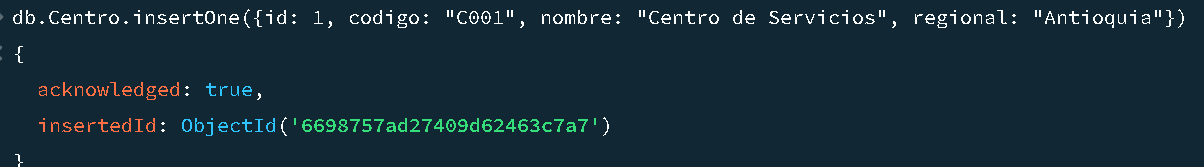 db.Centro.insertOne({id: 1, codigo: "C001", nombre: "Centro de Servicios", regional: "Antioquia"})
{
acknowledged: true,
insertedId: ObjectId('6698757ad27409d62463c7a7')
}